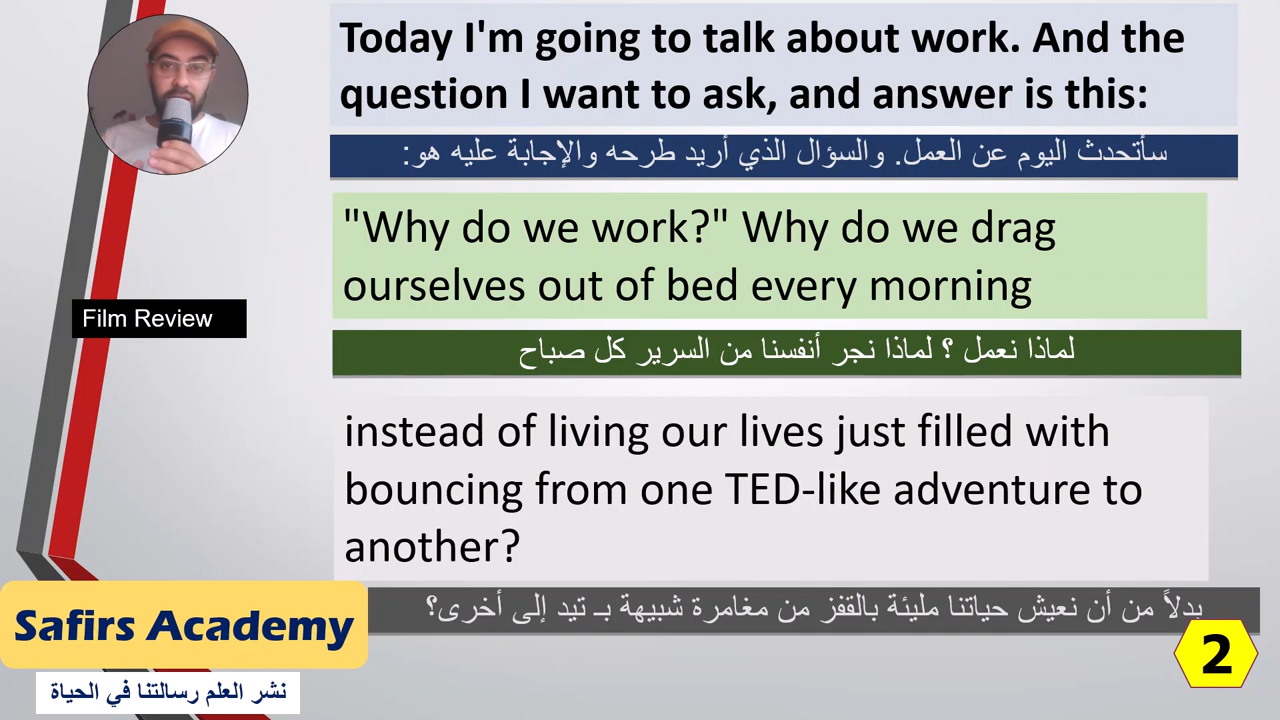 Today I'm going to talk about work. And the
question I want to ask, and answer is this:
سأتحدث اليوم عن العمل. والسؤال الذي أريد طرحه والإجابة عليه هو:
"Why do we work?" Why do we drag
ourselves out of bed every morning
لماذا نعمل ؟ لماذا نجر أنفسنا من السرير كل صباح
Film Review
instead of living our lives just filled with
bouncing from one TED-like adventure to
another?
بدلاً من أن نعيش حياتنا مليئة بالقفز من مغامرة شبيهة بـ تيد إلى أخرى؟
Safirs Academy
نشر العلم رسالتنا في الحياة
2